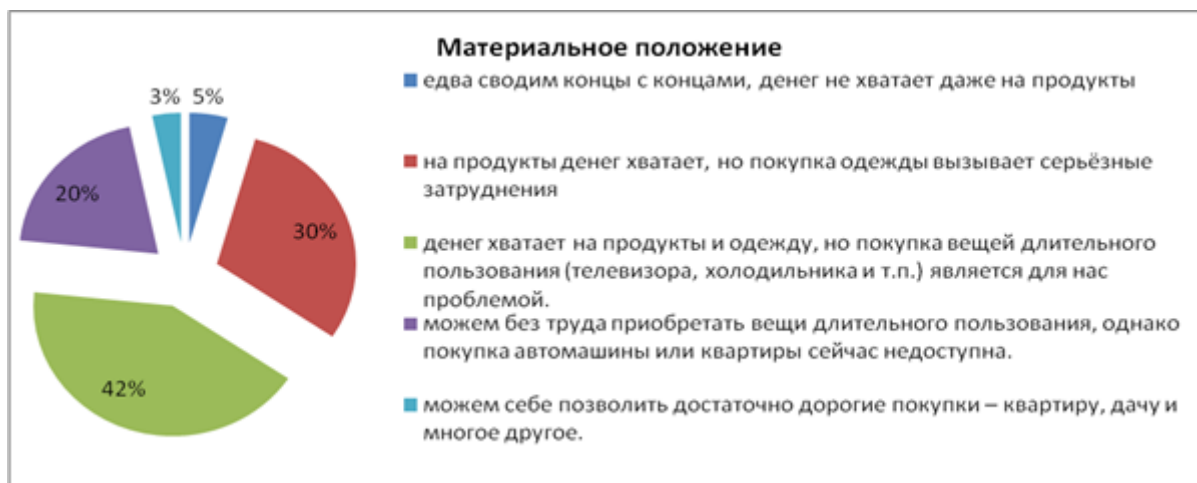 Материальное положение
едва сводим концы с концами, денег не хватает даже на продукты
3%
5%
на продукты денег хватает, но покупка одежды вызывает серьёзные
затруднения
20%
30%
денег хватает на продукты и одежду, но покупка вещей длительного
пользования (телевизора, холодильника и т.п.) является для нас
проблемой.
можем без труда приобретать вещи длительного пользования, однако
покупка автомашины или квартиры сейчас недоступна.
42%
можем себе позволить достаточно дорогие покупки – квартиру, дачу и
многое другое.